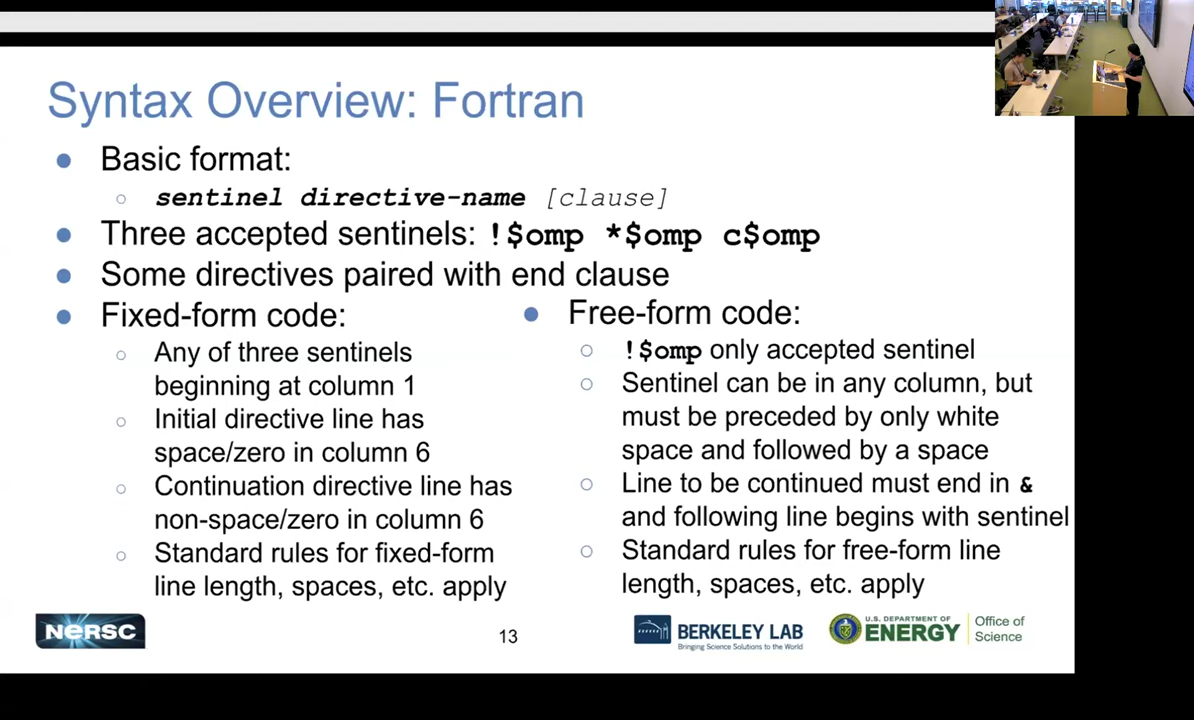 Syntax Overview: Fortran
● Basic format:
○ sentinel directive-name [clause]
● Three accepted sentinels: !$omp *$omp c$omp
● Some directives paired with end clause
● Fixed-form code:
○ Any of three sentinels
beginning at column 1
○ Initial directive line has
space/zero in column 6
○ Continuation directive line has
non-space/zero in column 6
○ Standard rules for fixed-form
line length, spaces, etc. apply
● Free-form code:
○ !$omp only accepted sentinel
○ Sentinel can be in any column, but
must be preceded by only white
space and followed by a space
○ Line to be continued must end in &
and following line begins with sentinel
○ Standard rules for free-form line
length, spaces, etc. apply
NERSC
13
BERKELEY LAB
Bringing Science Solutions to the World
U.S. DEPARTMENT OF
ENERGY
Office of
Science